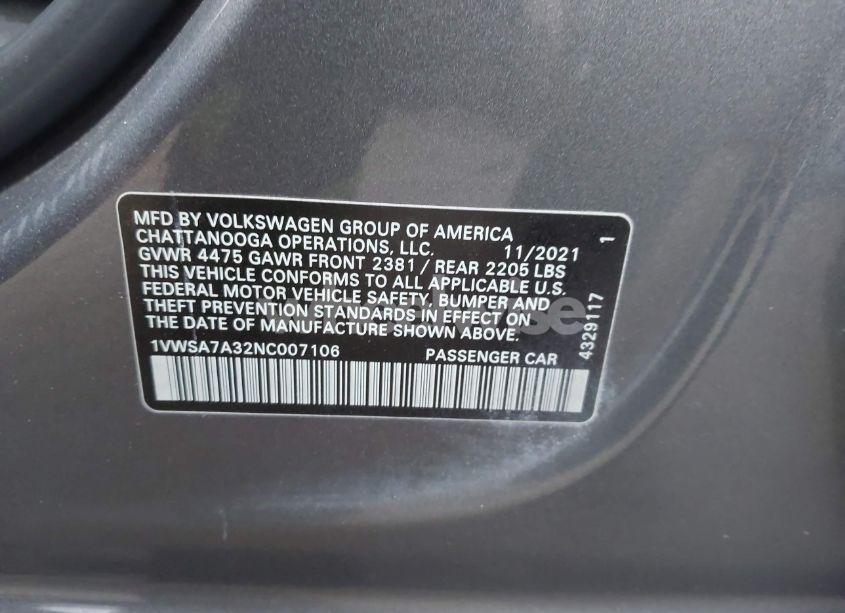 MFD BY VOLKSWAGEN GROUP OF AMERICA
CHATTANOOGA OPERATIONS, LLC. 11/2021
GVWR 4475 GAWR FRONT 2381 / REAR 2205 LBS
THIS VEHICLE CONFORMS TO ALL APPLICABLE U.S.
FEDERAL MOTOR VEHICLE SAFETY, BUMPER AND
THEFT PREVENTION STANDARDS IN EFFECT ON
THE DATE OF MANUFACTURE SHOWN ABOVE.
1VWSA7A32NC007106 PASSENGER CAR
4329117 1